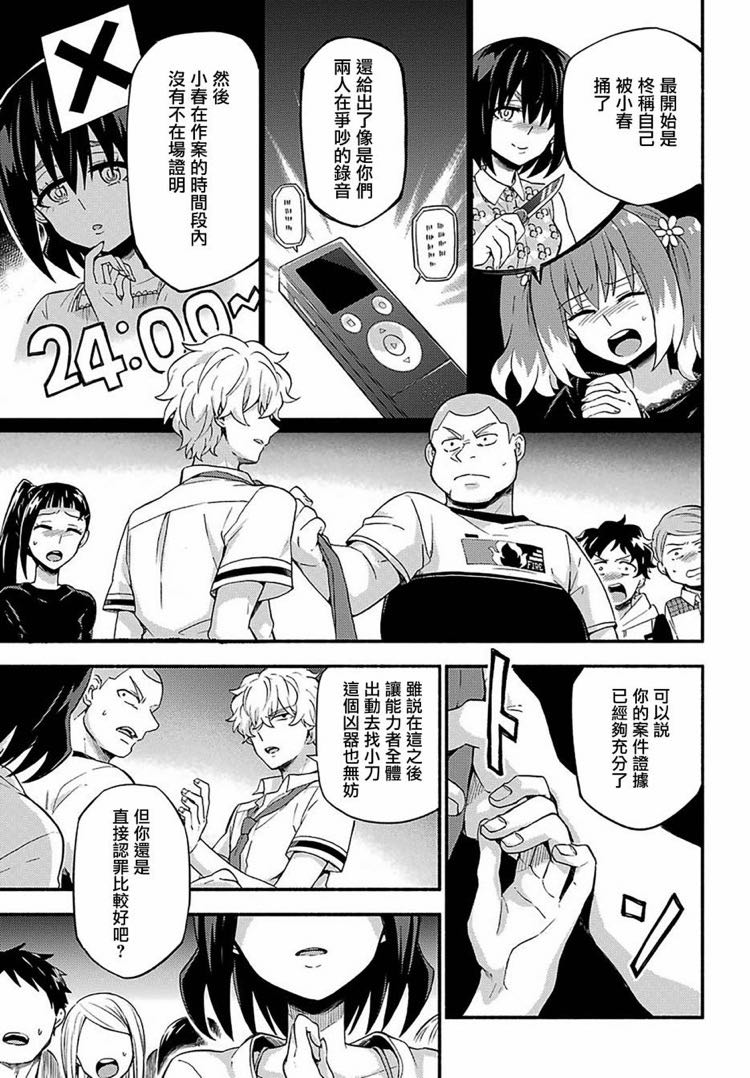 最開始是
柊稱自己
被小春
捅了
還給出了像是你們
兩人在爭吵的錄音
然後
小春在作案的時間段內
沒有不在場證明
24:00~
FIRE
可以說
你的案件證據
已經夠充分了
雖説在這之後
讓能力者全體
出動去找小刀
這個凶器也無妨
但你還是
直接認罪比較好吧？